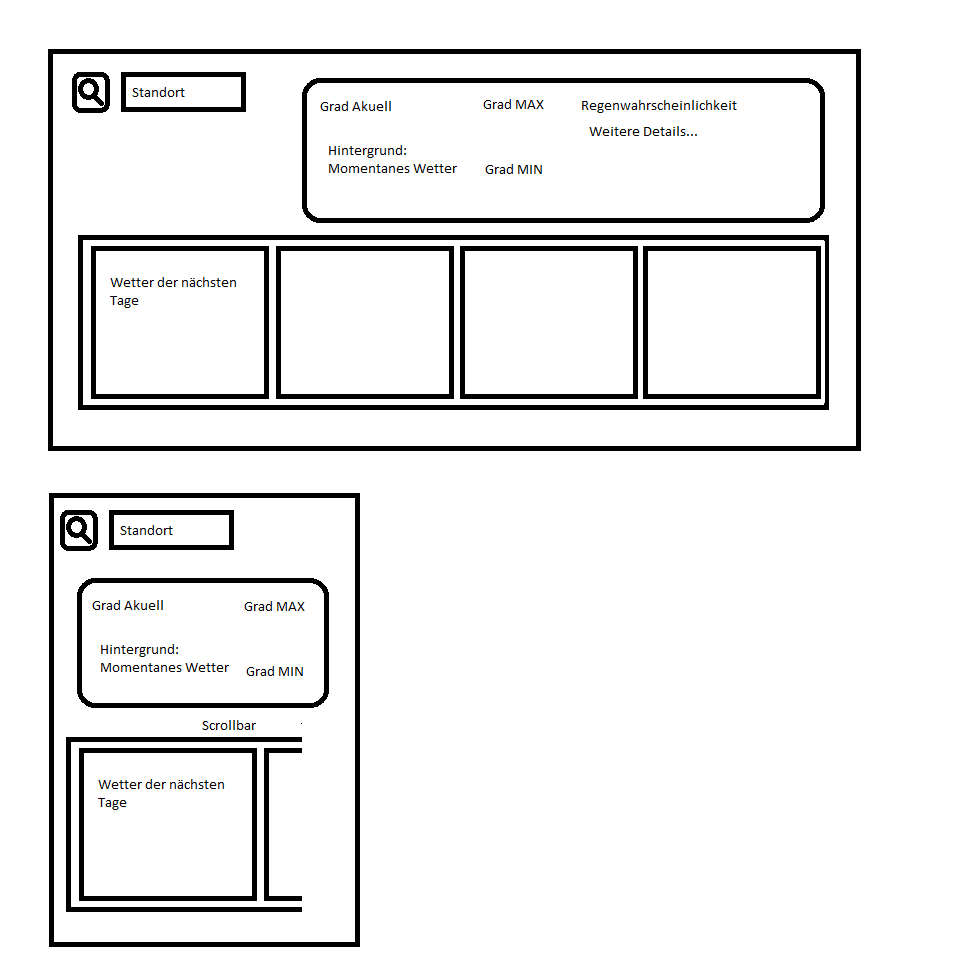 Standort
Grad Akuell
Grad MAX
Regenwahrscheinlichkeit
Weitere Details...
Hintergrund:
Momentanes Wetter
Grad MIN
Wetter der nächsten
Tage
Standort
Grad Akuell
Grad MAX
Hintergrund:
Momentanes Wetter
Grad MIN
Scrollbar
Wetter der nächsten
Tage